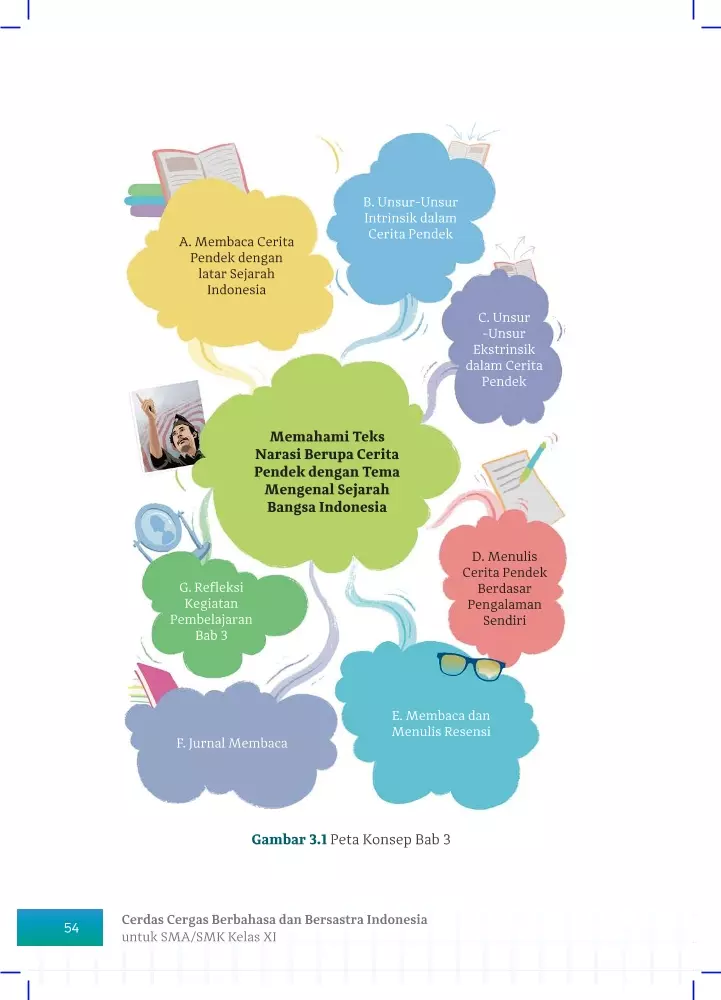 A. Membaca Cerita
Pendek dengan
latar Sejarah
Indonesia
B. Unsur-Unsur
Intrinsik dalam
Cerita Pendek
C. Unsur
-Unsur
Ekstrinsik
dalam Cerita
Pendek
Memahami Teks
Narasi Berupa Cerita
Pendek dengan Tema
Mengenal Sejarah
Bangsa Indonesia
D. Menulis
Cerita Pendek
Berdasar
Pengalaman
Sendiri
G. Refleksi
Kegiatan
Pembelajaran
Bab 3
E. Membaca dan
Menulis Resensi
F. Jurnal Membaca
Gambar 3.1 Peta Konsep Bab 3
54
Cerdas Cergas Berbahasa dan Bersastra Indonesia
untuk SMA/SMK Kelas XI